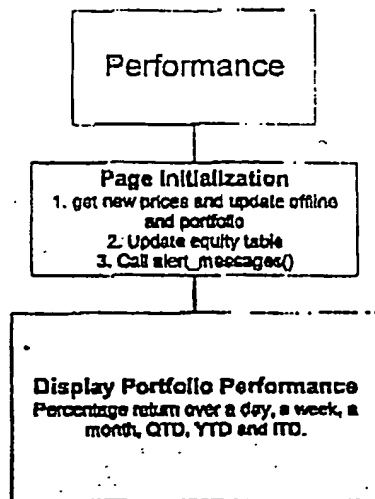 Performance
Page Initialization
1. get new prices and update offline
and portfolio
2. Update equity table
3. Call alert_messages()
Display Portfolio Performance
Percentage return over a day, a week, a
month, QTD, YTD and ITD.